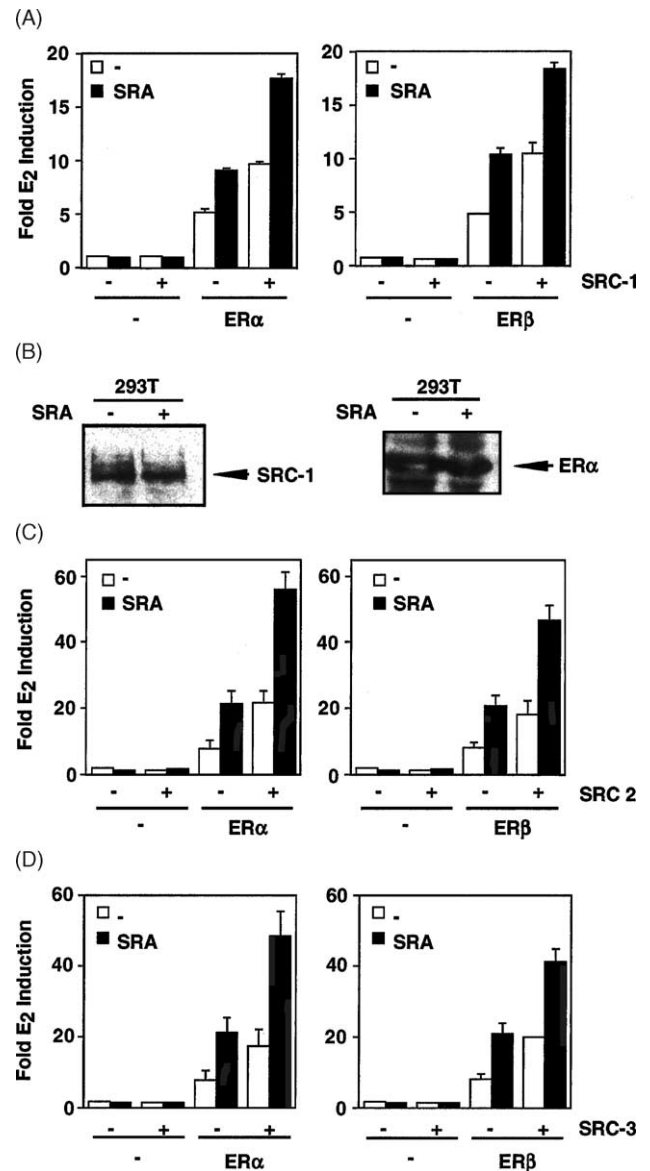 (A)
20
15
10
5
0
Fold E2 Induction
-
SRA
- + - +
- ERα
20
15
10
5
0
-
SRA
- + - + SRC-1
- ERβ
(B)
293T
SRA - +
SRC-1
293T
SRA - +
ERα
(C)
60
40
20
0
Fold E2 Induction
-
SRA
- + - +
- ERα
60
40
20
0
-
SRA
- + - + SRC 2
- ERβ
(D)
60
40
20
0
Fold E2 Induction
-
SRA
- + - +
- ERα
60
40
20
0
-
SRA
- + - + SRC-3
- ERβ